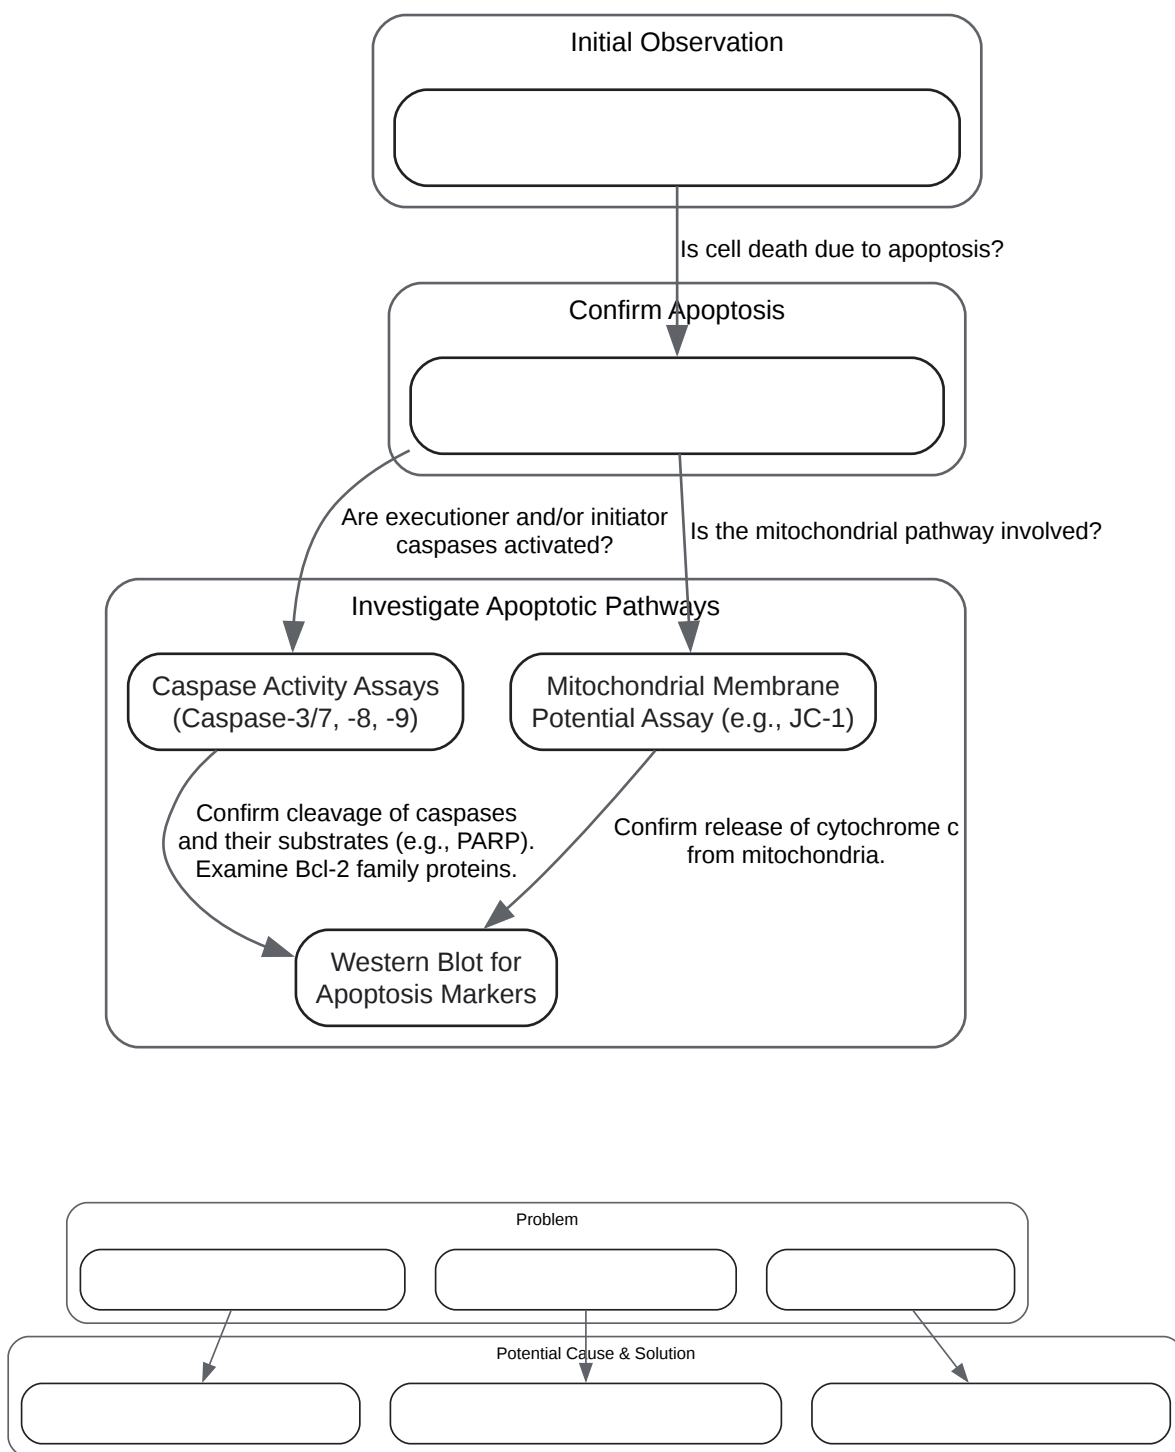 Initial Observation
Is cell death due to apoptosis?
Confirm Apoptosis
Are executioner and/or initiator
caspases activated?
Is the mitochondrial pathway involved?
Investigate Apoptotic Pathways
Caspase Activity Assays
(Caspase-3/7, -8, -9)
Mitochondrial Membrane
Potential Assay (e.g., JC-1)
Confirm cleavage of caspases
and their substrates (e.g., PARP).
Examine Bcl-2 family proteins.
Confirm release of cytochrome c
from mitochondria.
Western Blot for
Apoptosis Markers
Problem
Potential Cause & Solution